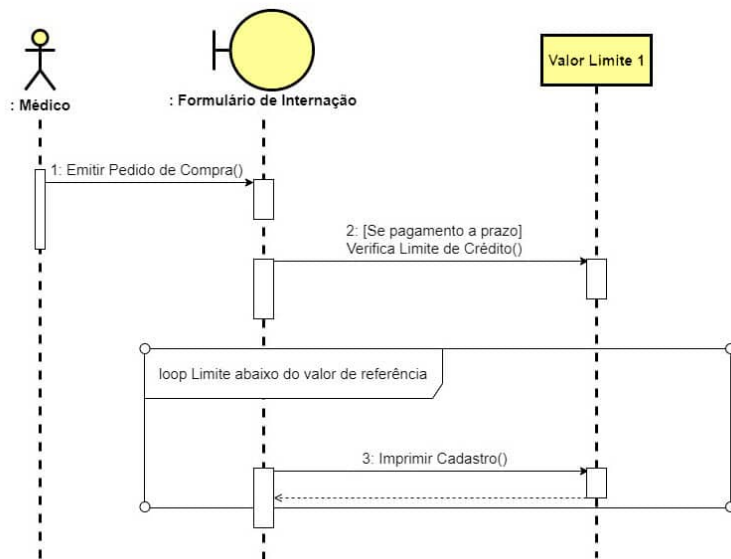 : Médico
: Formulário de Internação
Valor Limite 1
1: Emitir Pedido de Compra()
2: [Se pagamento a prazo]
Verifica Limite de Crédito()
loop Limite abaixo do valor de referência
3: Imprimir Cadastro()